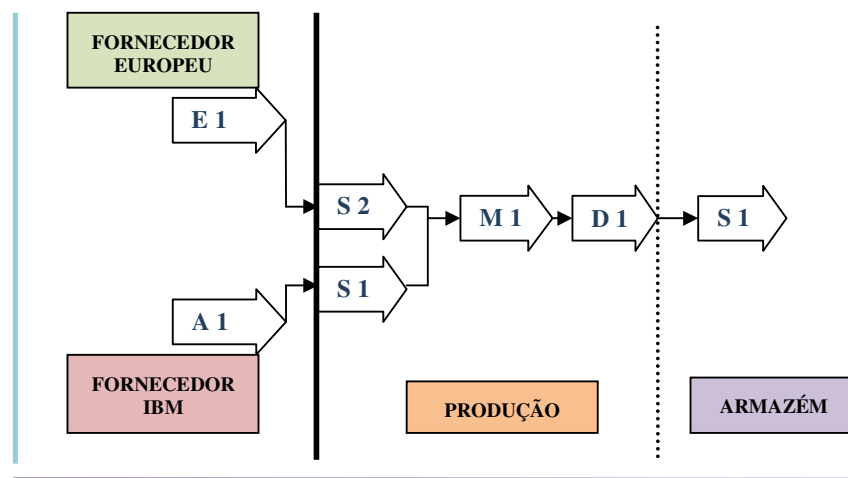 FORNECEDOR
EUROPEU
E 1
S 2
M 1
D 1
S 1
S 1
A 1
FORNECEDOR
IBM
PRODUÇÃO
ARMAZÉM